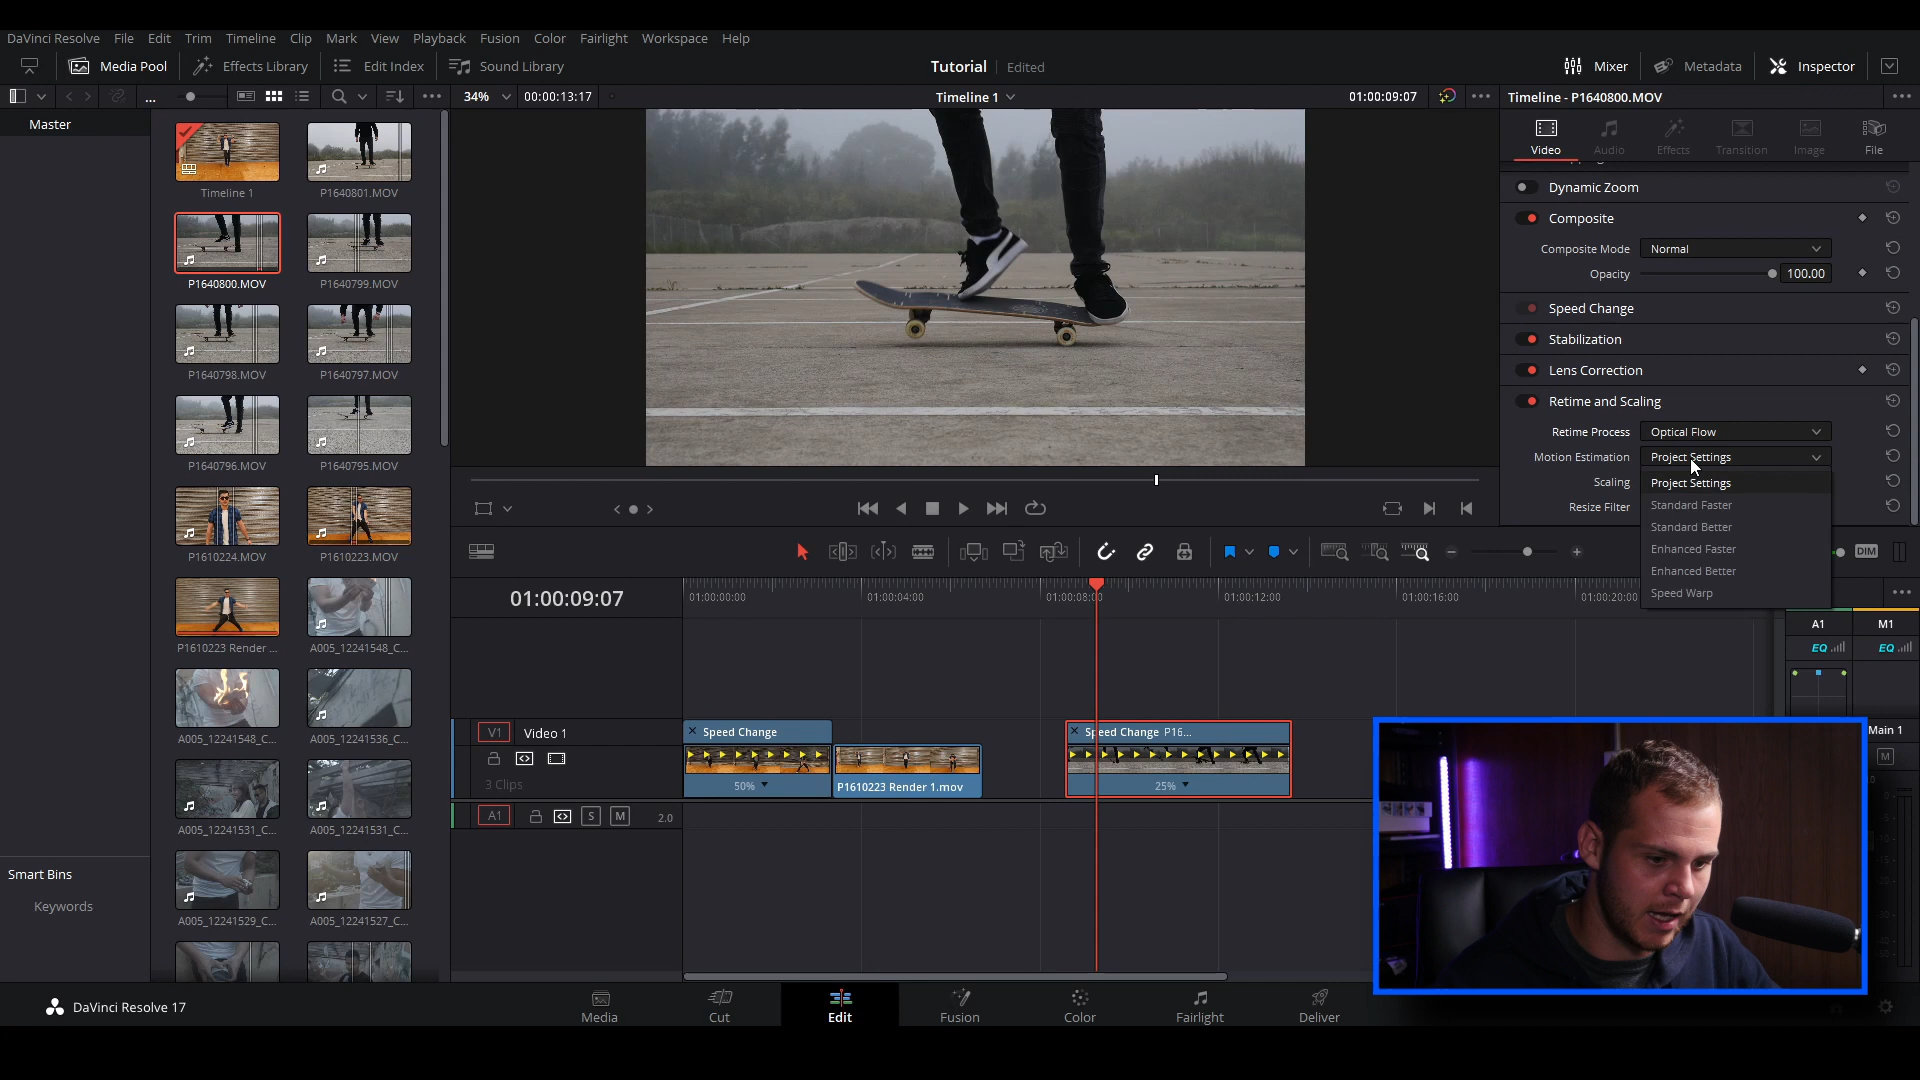 DaVinci Resolve File Edit Trim Timeline Clip Mark View Playback Fusion Color Fairlight Workspace Help
Media Pool Effects Library Edit Index Sound Library Tutorial Edited Mixer Metadata Inspector
34% 00:00:13:17 Timeline 1 01:00:09:07 Timeline - P1640800.MOV
Master
Timeline 1 P1640801.MOV
P1640800.MOV P1640799.MOV
P1640798.MOV P1640797.MOV
P1640796.MOV P1640795.MOV
P1610224.MOV P1610223.MOV
P1610223 Render ... A005_12241548_C...
A005_12241548_C... A005_12241536_C...
A005_12241531_C... A005_12241531_C...
A005_12241529_C... A005_12241527_C...
Smart Bins
Keywords
Video Audio Effects Transition Image File
Dynamic Zoom
Composite
Composite Mode Normal
Opacity 100.00
Speed Change
Stabilization
Lens Correction
Retime and Scaling
Retime Process Optical Flow
Motion Estimation Project Settings
Scaling Project Settings
Resize Filter Standard Faster
Standard Better
Enhanced Faster
Enhanced Better
Speed Warp
DIM
01:00:09:07 01:00:00:00 01:00:04:00 01:00:08:00 01:00:12:00 01:00:16:00 01:00:20:00
A1 M1
EQ EQ
V1 Video 1 Speed Change Speed Change P16...
3 Clips 50% P1610223 Render 1.mov 25%
A1 S M 2.0
Main 1
M
DaVinci Resolve 17 Media Cut Edit Fusion Color Fairlight Deliver